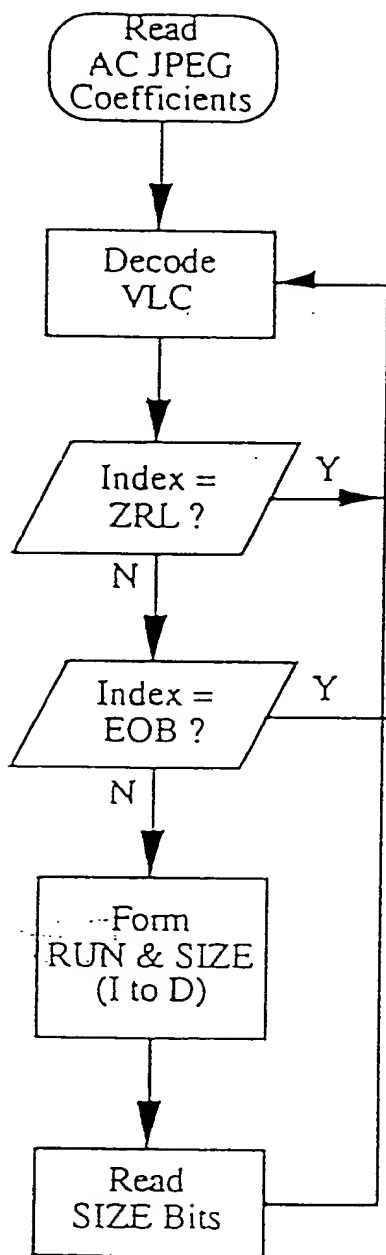 Read
AC JPEG
Coefficients
Decode
VLC
Index =
ZRL ?
Y
N
Index =
EOB ?
Y
N
Form
RUN & SIZE
(I to D)
Read
SIZE Bits